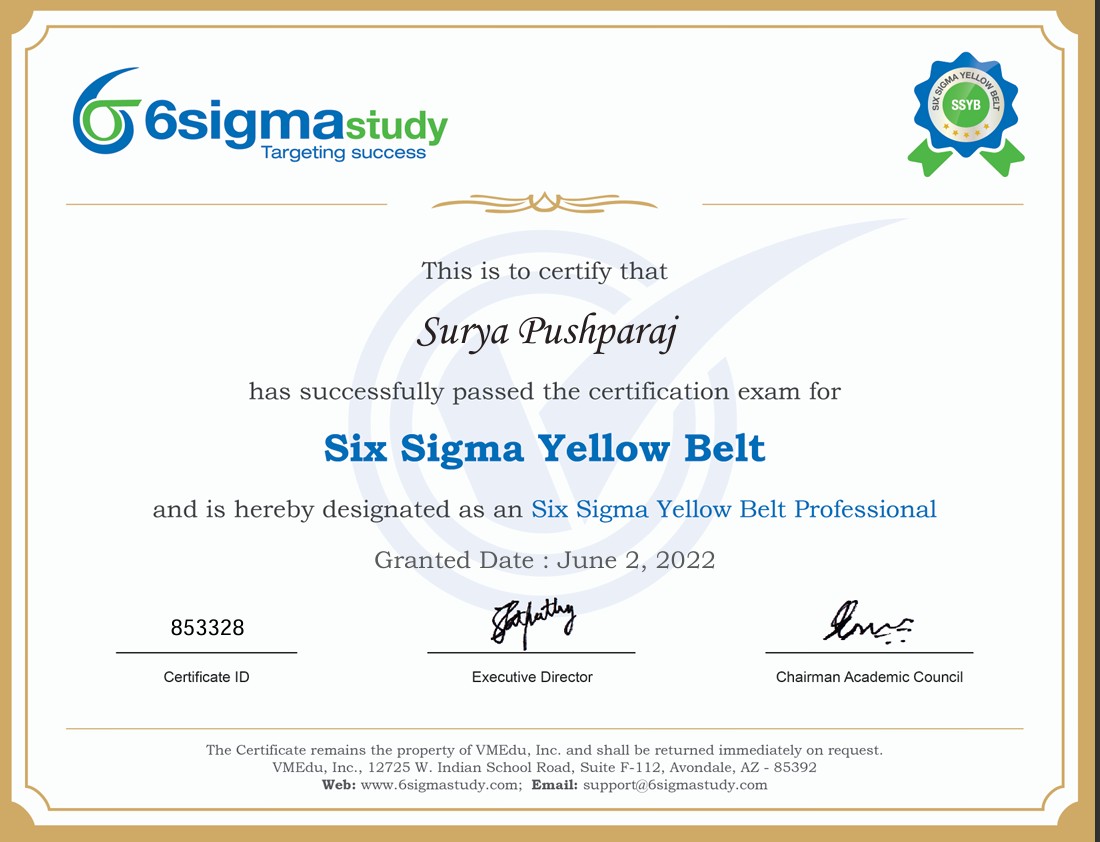 6sigmastudy
Targeting success
SIX SIGMA YELLOW BELT
SSYB
This is to certify that
Surya Pushparaj
has successfully passed the certification exam for
Six Sigma Yellow Belt
and is hereby designated as an Six Sigma Yellow Belt Professional
Granted Date : June 2, 2022
853328
Certificate ID
Executive Director
Chairman Academic Council
The Certificate remains the property of VMEdu, Inc. and shall be returned immediately on request.
VMEdu, Inc., 12725 W. Indian School Road, Suite F-112, Avondale, AZ - 85392
Web: www.6sigmastudy.com;  Email: support@6sigmastudy.com